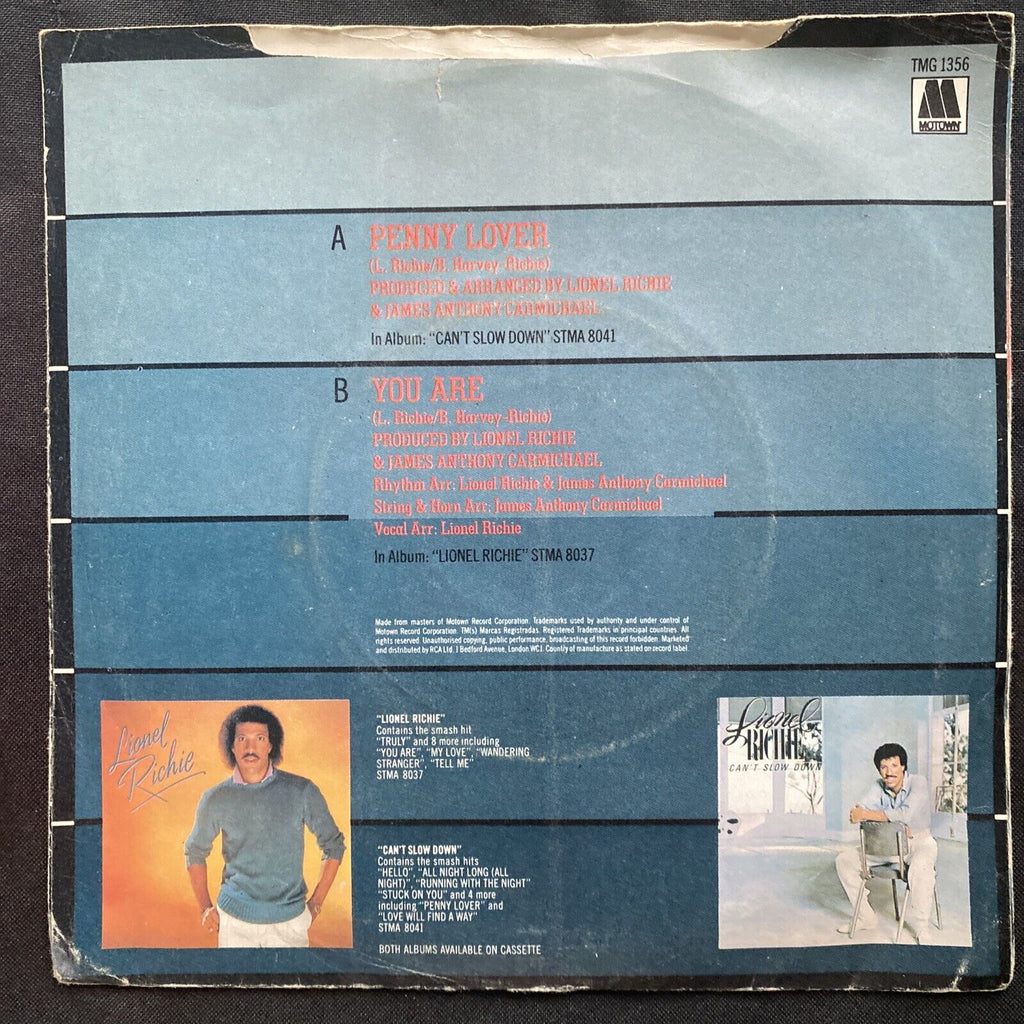 TMG 1356
MOTOWN
A PENNY LOVER
(L. Richie/B. Harvey-Richie)
PRODUCED & ARRANGED BY LIONEL RICHIE
& JAMES ANTHONY CARMICHAEL
In Album: “CAN'T SLOW DOWN” STMA 8041
B YOU ARE
(L. Richie/B. Harvey-Richie)
PRODUCED BY LIONEL RICHIE
& JAMES ANTHONY CARMICHAEL
Rhythm Arr: Lionel Richie & James Anthony Carmichael
String & Horn Arr: James Anthony Carmichael
Vocal Arr: Lionel Richie
In Album: “LIONEL RICHIE” STMA 8037
Made from masters of Motown Record Corporation. Trademarks used by authority and under control of
Motown Record Corporation. TM(s) Marcas Registradas. Registered Trademarks in principal countries. All
rights reserved. Unauthorised copying, public performance, broadcasting of this record forbidden. Marketed
and distributed by RCA Ltd. 1 Bedford Avenue, London WC1. Country of manufacture as stated on record label.
Lionel
Richie
“LIONEL RICHIE”
Contains the smash hit
“TRULY” and 8 more including
“YOU ARE”, “MY LOVE”, “WANDERING
STRANGER”, “TELL ME”
STMA 8037
“CAN'T SLOW DOWN”
Contains the smash hits
“HELLO”, “ALL NIGHT LONG (ALL
NIGHT)”, “RUNNING WITH THE NIGHT”
“STUCK ON YOU” and 4 more
including “PENNY LOVER” and
“LOVE WILL FIND A WAY”
STMA 8041
BOTH ALBUMS AVAILABLE ON CASSETTE
Lionel
RICHIE
CAN'T SLOW DOWN